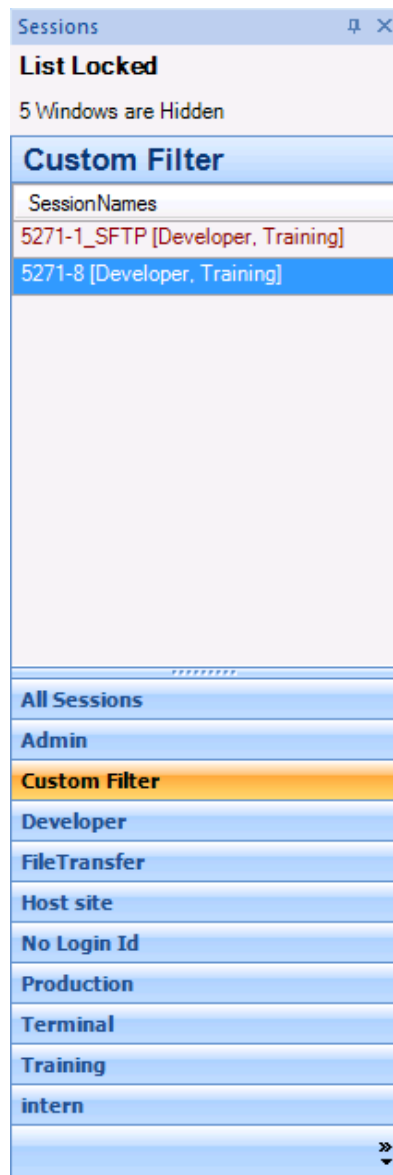 Sessions
List Locked
5 Windows are Hidden
Custom Filter
SessionNames
5271-1_SFTP [Developer, Training]
5271-8 [Developer, Training]
All Sessions
Admin
Custom Filter
Developer
FileTransfer
Host site
No Login Id
Production
Terminal
Training
intern